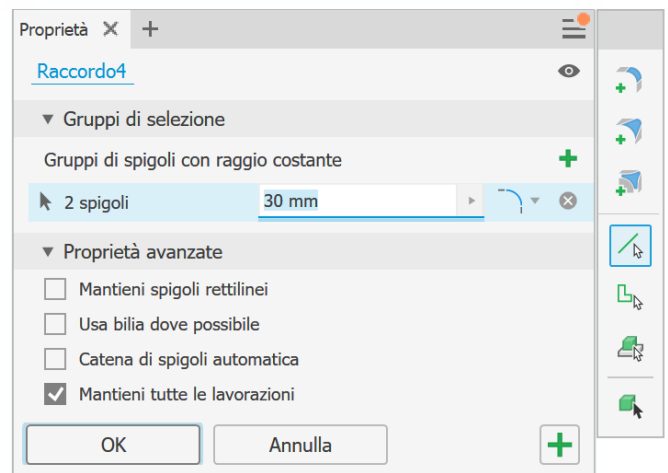 Proprietà
Raccordo4
Gruppi di selezione
Gruppi di spigoli con raggio costante
2 spigoli 30 mm
Proprietà avanzate
Mantieni spigoli rettilinei
Usa bilia dove possibile
Catena di spigoli automatica
Mantieni tutte le lavorazioni
OK Annulla